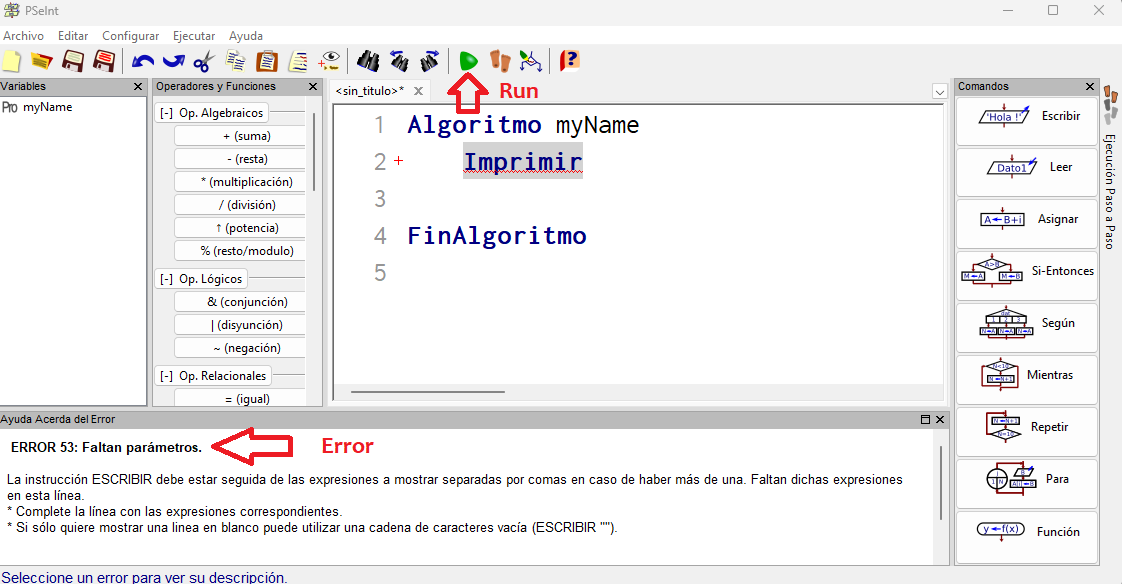 PSeInt
Archivo Editar Configurar Ejecutar Ayuda
Variables
Pro myName
Operadores y Funciones
[-] Op. Algebraicos
+ (suma)
- (resta)
* (multiplicación)
/ (división)
↑ (potencia)
% (resto/modulo)
[-] Op. Lógicos
& (conjunción)
| (disyunción)
~ (negación)
[-] Op. Relacionales
= (igual)
<sin_titulo>*
Run
1 Algoritmo myName
2 + Imprimir
3
4 FinAlgoritmo
5
Comandos
'Hola !' Escribir
Dato1 Leer
A←B+i Asignar
A>B M←A M←B Si-Entonces
Según
Mientras
Repetir
Para
y←f(x) Función
Ejecución Paso a Paso
Ayuda Acerda del Error
ERROR 53: Faltan parámetros.
Error
La instrucción ESCRIBIR debe estar seguida de las expresiones a mostrar separadas por comas en caso de haber más de una. Faltan dichas expresiones
en esta línea.
* Complete la línea con las expresiones correspondientes.
* Si sólo quiere mostrar una linea en blanco puede utilizar una cadena de caracteres vacía (ESCRIBIR "").
Seleccione un error para ver su descripción.